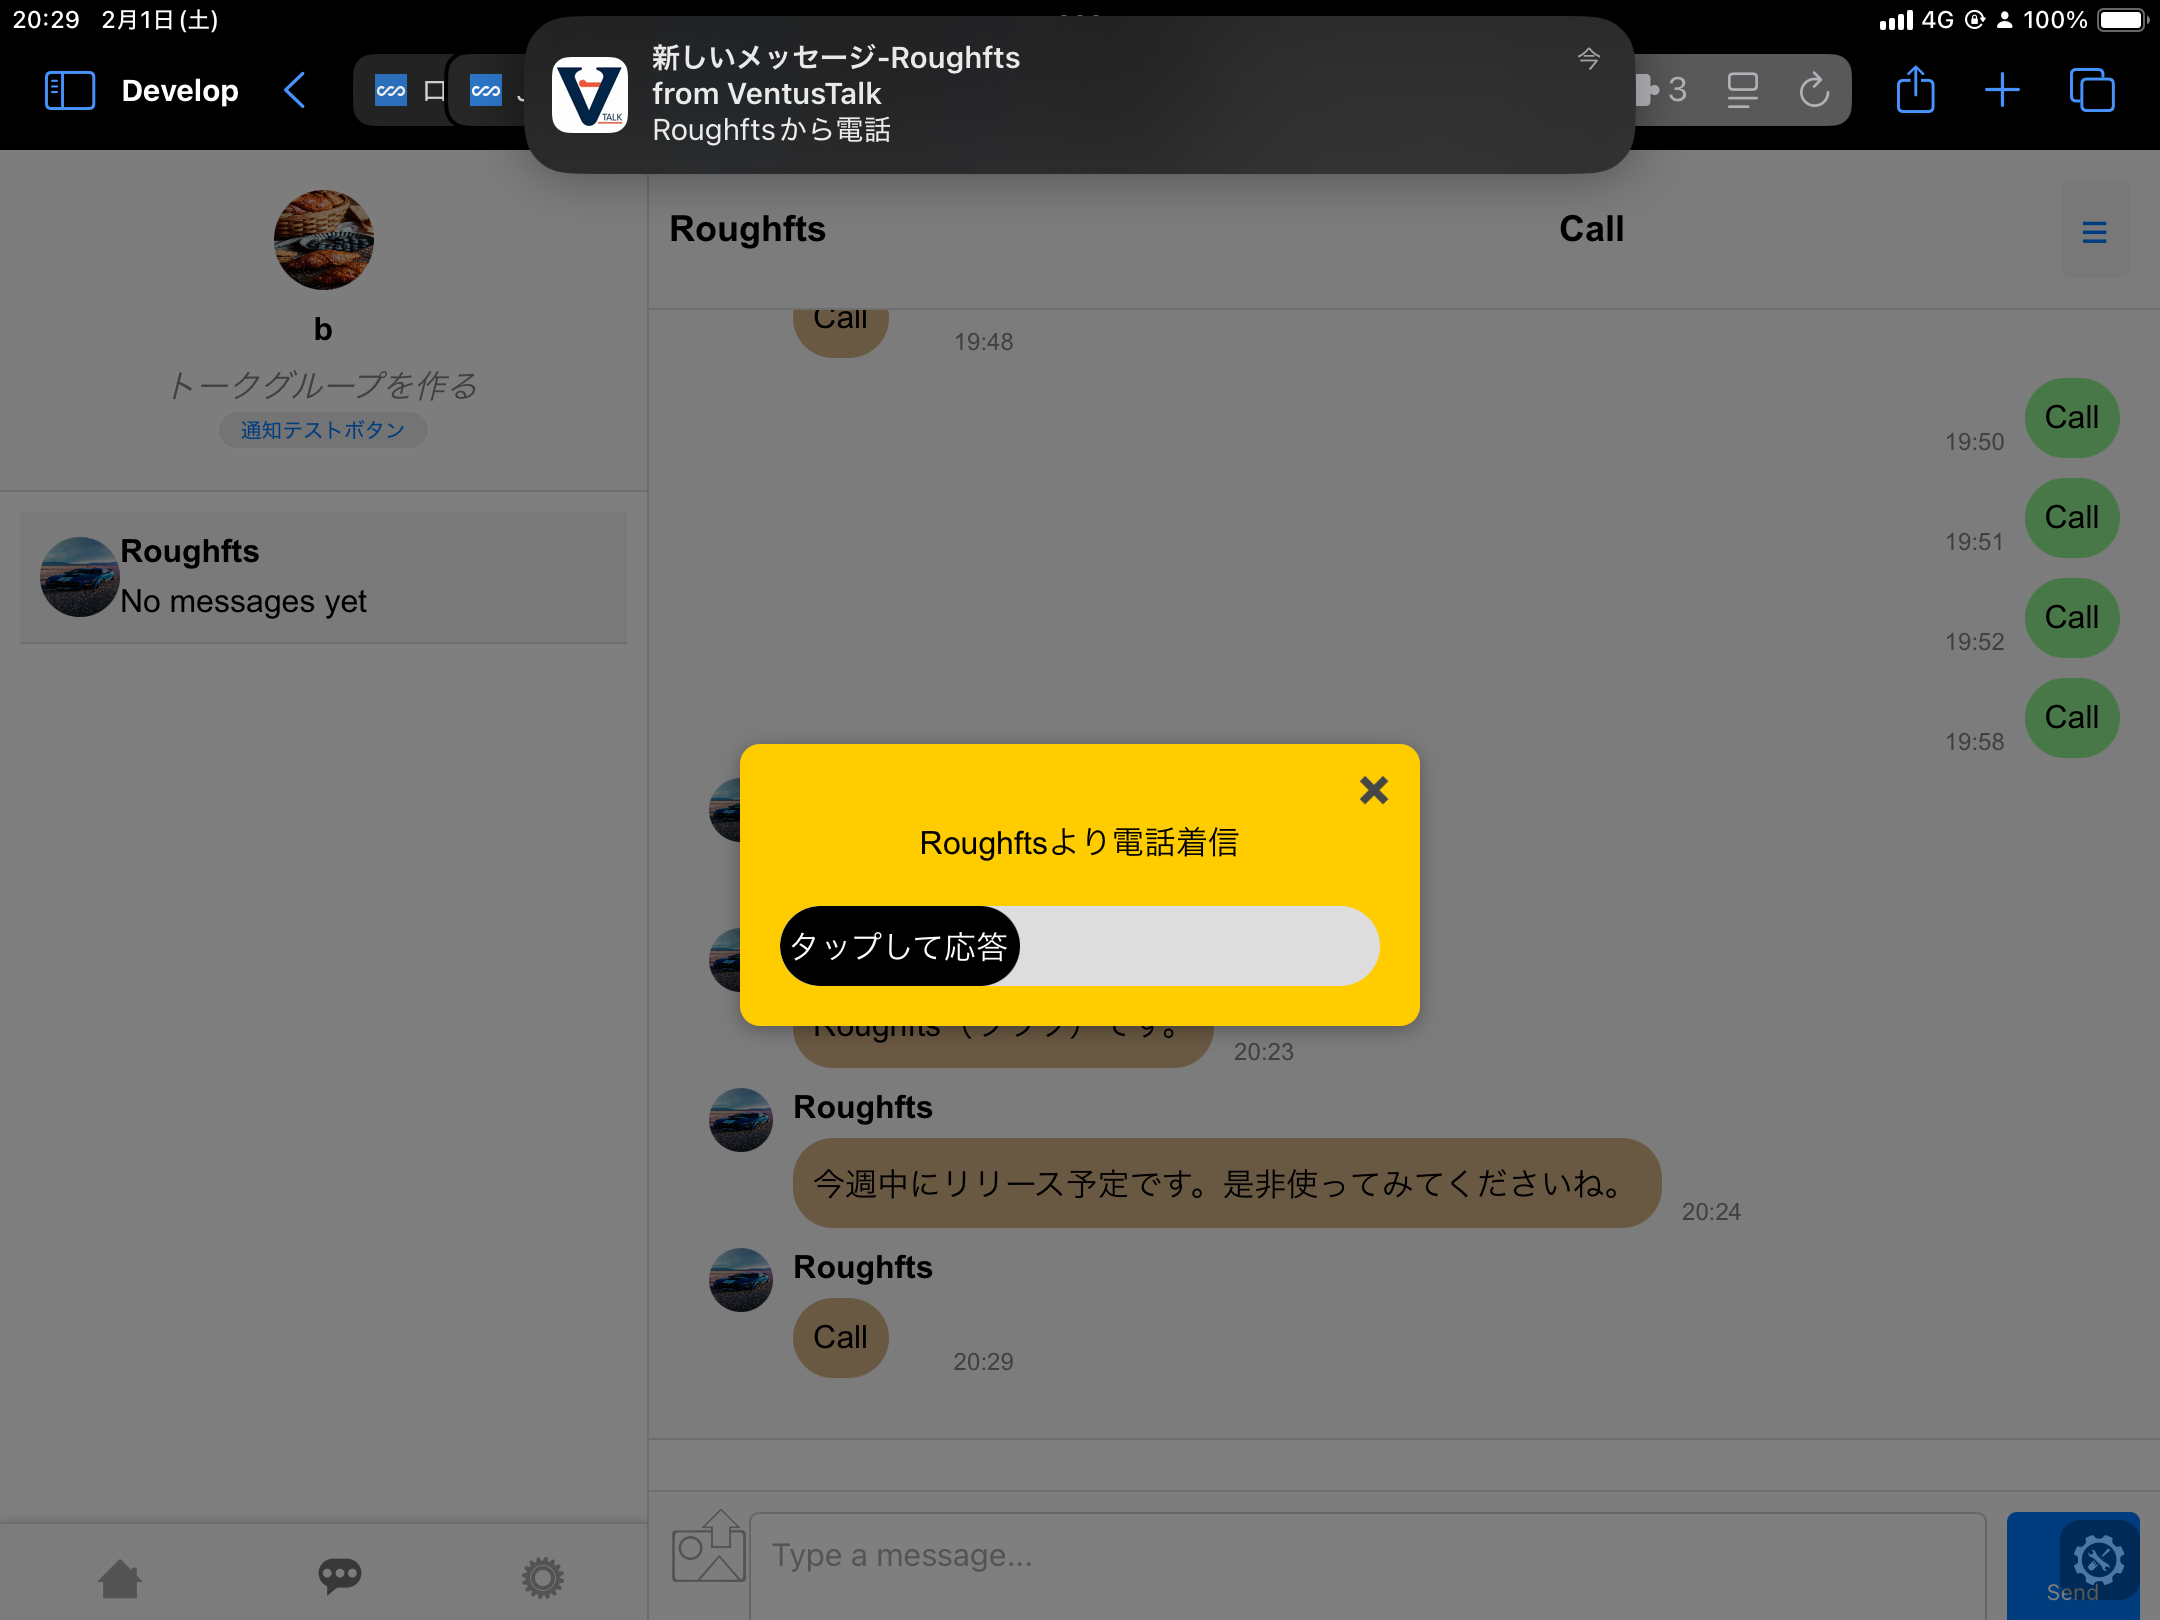 20:29 2月1日(土)
4G 100%
Develop
ロ
新しいメッセージ-Roughfts
from VentusTalk
Roughftsから電話
今
TALK
3
b
トークグループを作る
通知テストボタン
Roughfts
No messages yet
Roughfts
Call
Call
19:48
Call
19:50
Call
19:51
Call
19:52
Call
19:58
Roughftsより電話着信
タップして応答
20:23
Roughfts
今週中にリリース予定です。是非使ってみてくださいね。
20:24
Roughfts
Call
20:29
Type a message...
Send